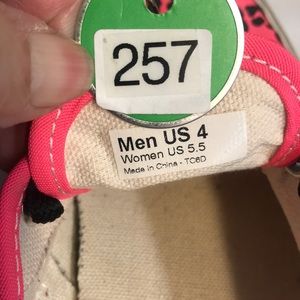 257
Men US 4
Women US 5.5
Made in China - TC6D